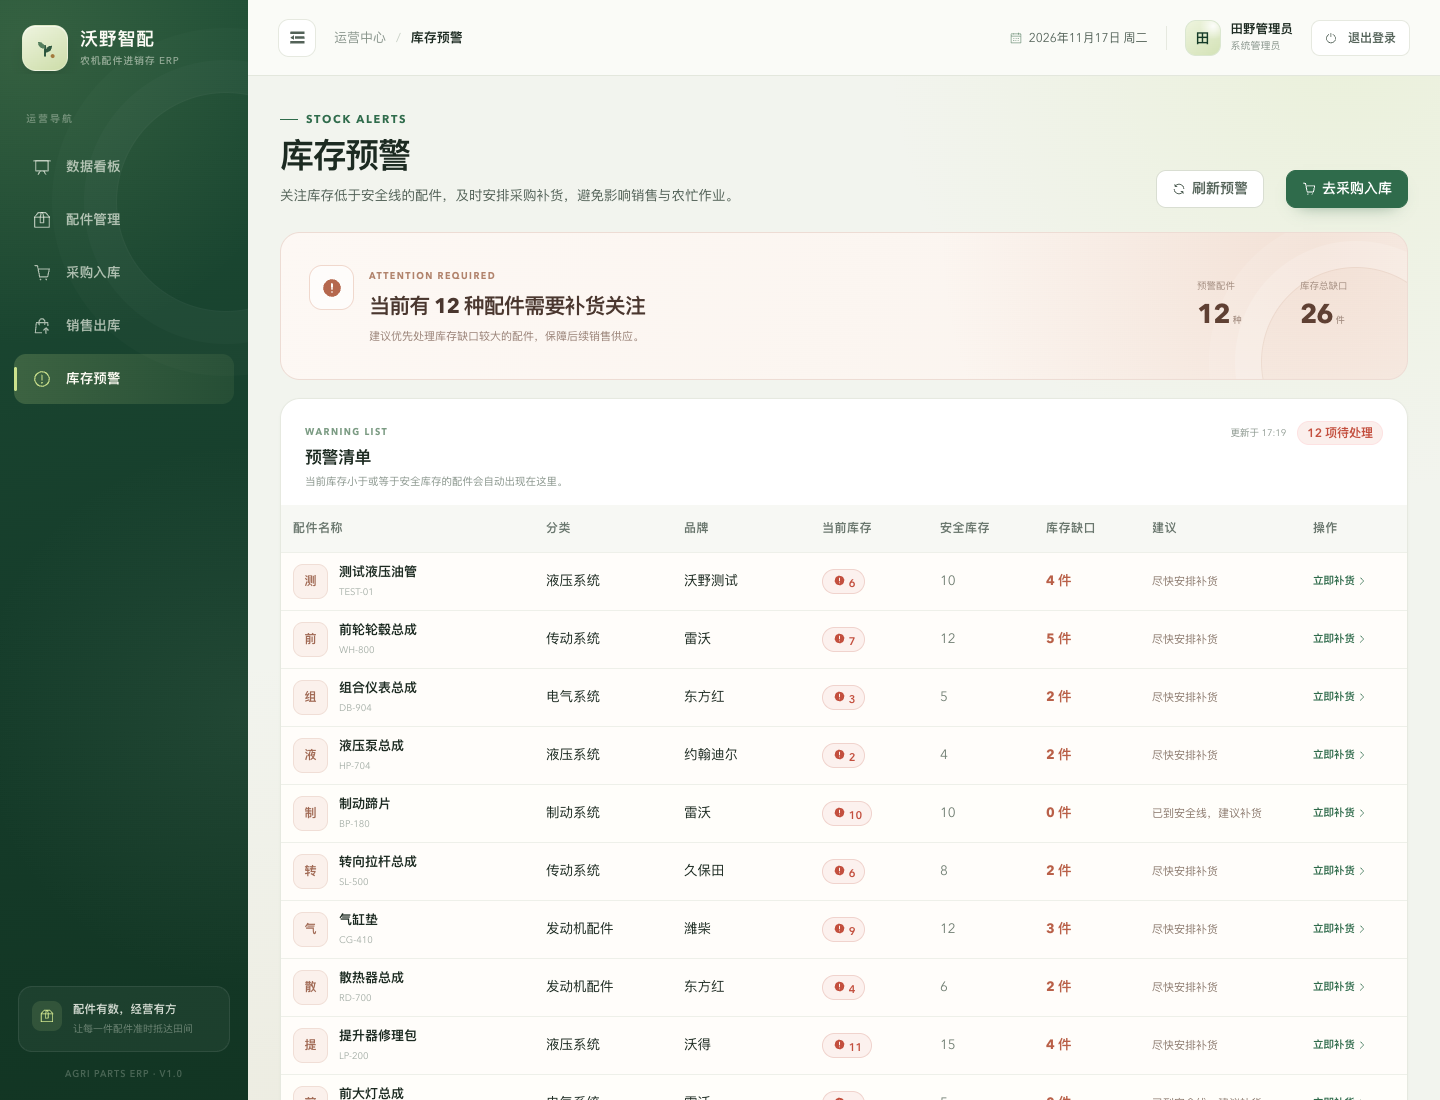 沃野智配
农机配件进销存 ERP
运营导航
数据看板
配件管理
采购入库
销售出库
库存预警
配件有数，经营有方
让每一件配件准时抵达田间
AGRI PARTS ERP · V1.0
运营中心 / 库存预警
2026年11月17日 周二
田
田野管理员
系统管理员
退出登录
STOCK ALERTS
库存预警
关注库存低于安全线的配件，及时安排采购补货，避免影响销售与农忙作业。
刷新预警
去采购入库
ATTENTION REQUIRED
当前有 12 种配件需要补货关注
建议优先处理库存缺口较大的配件，保障后续销售供应。
预警配件
12 种
库存总缺口
26 件
WARNING LIST
预警清单
当前库存小于或等于安全库存的配件会自动出现在这里。
更新于 17:19
12 项待处理
配件名称 分类 品牌 当前库存 安全库存 库存缺口 建议 操作
测 测试液压油管 液压系统 沃野测试 6 10 4 件 尽快安排补货 立即补货
TEST-01
前 前轮轮毂总成 传动系统 雷沃 7 12 5 件 尽快安排补货 立即补货
WH-800
组 组合仪表总成 电气系统 东方红 3 5 2 件 尽快安排补货 立即补货
DB-904
液 液压泵总成 液压系统 约翰迪尔 2 4 2 件 尽快安排补货 立即补货
HP-704
制 制动蹄片 制动系统 雷沃 10 10 0 件 已到安全线，建议补货 立即补货
BP-180
转 转向拉杆总成 传动系统 久保田 6 8 2 件 尽快安排补货 立即补货
SL-500
气 气缸垫 发动机配件 潍柴 9 12 3 件 尽快安排补货 立即补货
CG-410
散 散热器总成 发动机配件 东方红 4 6 2 件 尽快安排补货 立即补货
RD-700
提 提升器修理包 液压系统 沃得 11 15 4 件 尽快安排补货 立即补货
LP-200
前大灯总成